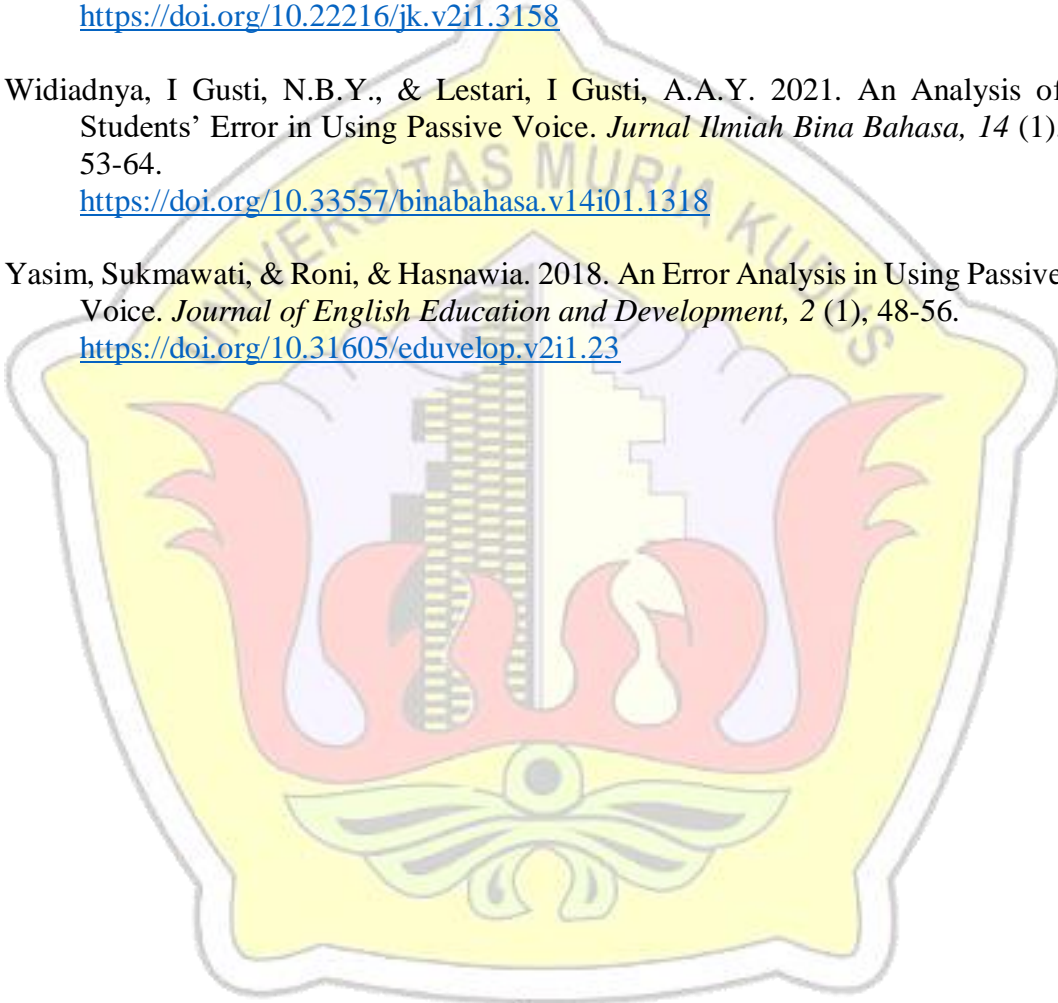 https://doi.org/10.22216/jk.v2i1.3158
Widiadnya, I Gusti, N.B.Y., & Lestari, I Gusti, A.A.Y. 2021. An Analysis of
Students’ Error in Using Passive Voice. Jurnal Ilmiah Bina Bahasa, 14 (1),
53-64.
https://doi.org/10.33557/binabahasa.v14i01.1318
Yasim, Sukmawati, & Roni, & Hasnawia. 2018. An Error Analysis in Using Passive
Voice. Journal of English Education and Development, 2 (1), 48-56.
https://doi.org/10.31605/eduvelop.v2i1.23
UNIVERSITAS MURIA KUDUS